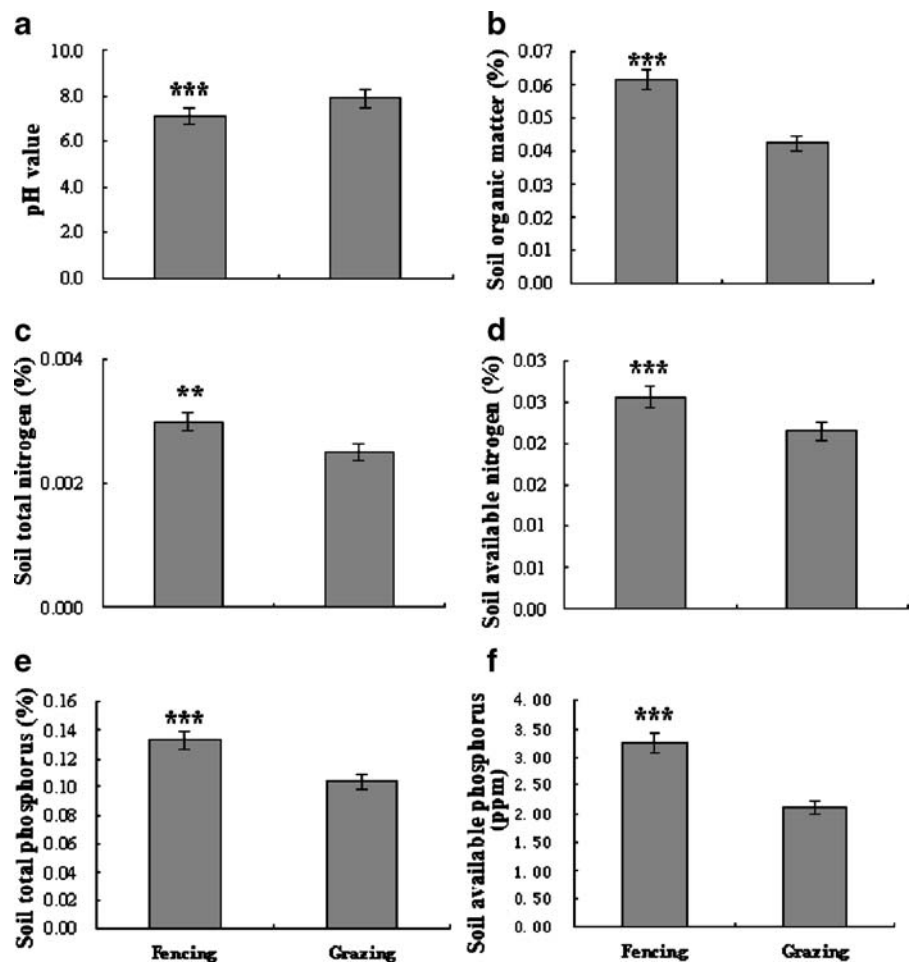 a
pH value
10.0
8.0
6.0
4.0
2.0
0.0
***
b
Soil organic matter (%)
0.07
0.06
0.05
0.04
0.03
0.02
0.01
0.00
***
c
Soil total nitrogen (%)
0.004
0.002
0.000
**
d
Soil available nitrogen (%)
0.03
0.03
0.02
0.02
0.01
0.01
0.00
***
e
Soil total phosphorus (%)
0.16
0.14
0.12
0.10
0.08
0.06
0.04
0.02
0.00
***
Fencing
Grazing
f
Soil available phosphorus
(ppm)
4.00
3.50
3.00
2.50
2.00
1.50
1.00
0.50
0.00
***
Fencing
Grazing